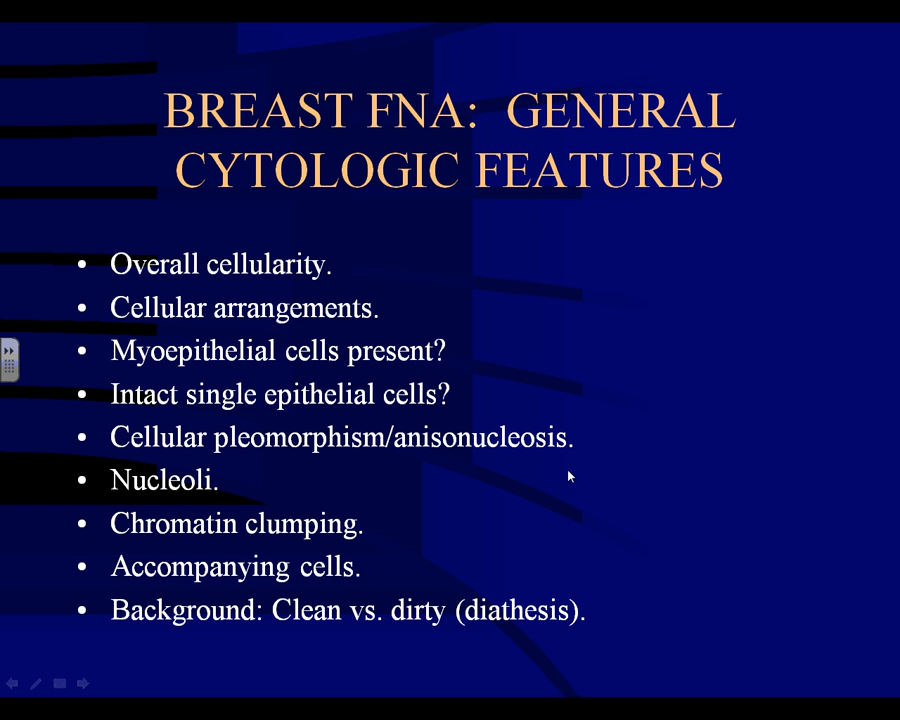 BREAST FNA: GENERAL
CYTOLOGIC FEATURES
• Overall cellularity.
• Cellular arrangements.
• Myoepithelial cells present?
• Intact single epithelial cells?
• Cellular pleomorphism/anisonucleosis.
• Nucleoli.
• Chromatin clumping.
• Accompanying cells.
• Background: Clean vs. dirty (diathesis).